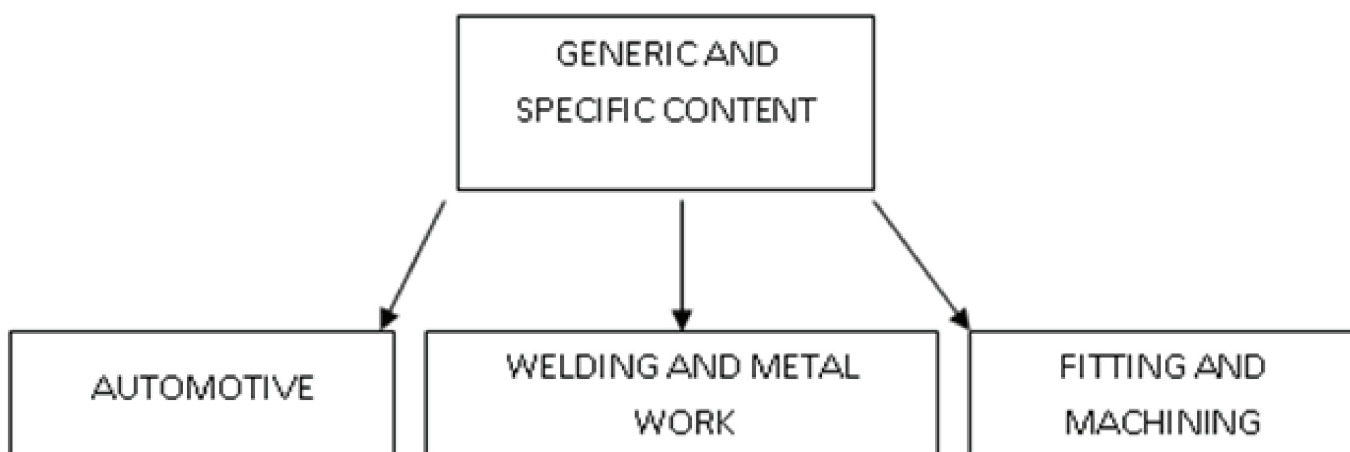 GENERIC AND
SPECIFIC CONTENT
AUTOMOTIVE
WELDING AND METAL
WORK
FITTING AND
MACHINING